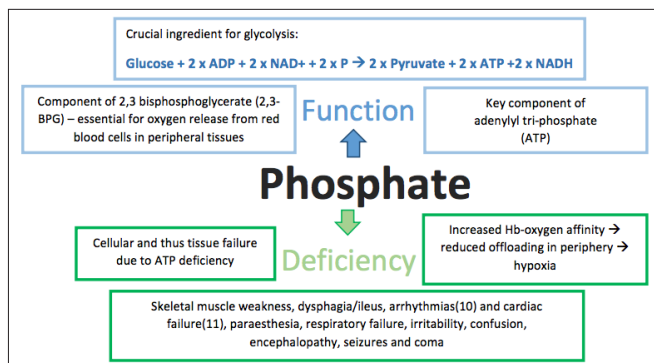 Crucial ingredient for glycolysis:
Glucose + 2 x ADP + 2 x NAD+ + 2 x P → 2 x Pyruvate + 2 x ATP +2 x NADH
Component of 2,3 bisphosphoglycerate (2,3-
BPG) – essential for oxygen release from red
blood cells in peripheral tissues
Function
Key component of
adenylyl tri-phosphate
(ATP)
Phosphate
Cellular and thus tissue failure
due to ATP deficiency
Deficiency
Increased Hb-oxygen affinity →
reduced offloading in periphery →
hypoxia
Skeletal muscle weakness, dysphagia/ileus, arrhythmias(10) and cardiac
failure(11), paraesthesia, respiratory failure, irritability, confusion,
encephalopathy, seizures and coma